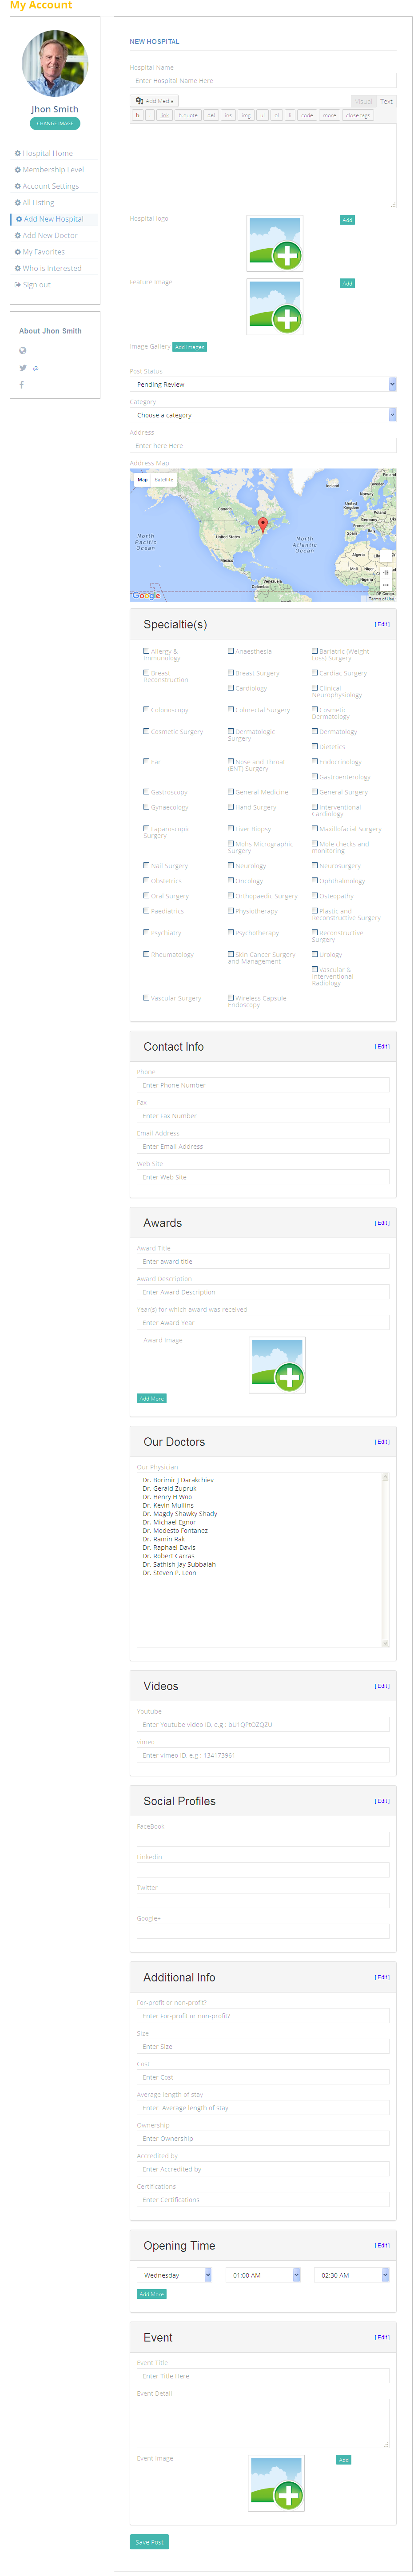 My Account
Jhon Smith
CHANGE IMAGE
Hospital Home
Membership Level
Account Settings
All Listing
Add New Hospital
Add New Doctor
My Favorites
Who is Interested
Sign out
About Jhon Smith
@
NEW HOSPITAL
Hospital Name
Enter Hospital Name Here
Add Media
Visual Text
b i link b-quote del ins img ul ol li code more close tags
Hospital logo
Add
Feature Image
Add
Image Gallery Add Images
Post Status
Pending Review
Category
Choose a category
Address
Enter here Here
Address Map
Map Satellite
Canada
United States
Mexico
Venezuela
Colombia
North Pacific Ocean
North Atlantic Ocean
Iceland
Norway
United Kingdom
France
Spain
Italy
Algeria
Libya
Mali
Niger
Nigeria
Google
Terms of Use
Specialtie(s)
[ Edit ]
Allergy & Immunology
Anaesthesia
Bariatric (Weight Loss) Surgery
Breast Reconstruction
Breast Surgery
Cardiac Surgery
Cardiology
Clinical Neurophysiology
Colonoscopy
Colorectal Surgery
Cosmetic Dermatology
Cosmetic Surgery
Dermatologic Surgery
Dermatology
Dietetics
Ear
Nose and Throat (ENT) Surgery
Endocrinology
Gastroenterology
Gastroscopy
General Medicine
General Surgery
Gynaecology
Hand Surgery
Interventional Cardiology
Laparoscopic Surgery
Liver Biopsy
Maxillofacial Surgery
Mohs Micrographic Surgery
Mole checks and monitoring
Nail Surgery
Neurology
Neurosurgery
Obstetrics
Oncology
Ophthalmology
Oral Surgery
Orthopaedic Surgery
Osteopathy
Paediatrics
Physiotherapy
Plastic and Reconstructive Surgery
Psychiatry
Psychotherapy
Reconstructive Surgery
Rheumatology
Skin Cancer Surgery and Management
Urology
Vascular & Interventional Radiology
Vascular Surgery
Wireless Capsule Endoscopy
Contact Info
[ Edit ]
Phone
Enter Phone Number
Fax
Enter Fax Number
Email Address
Enter Email Address
Web Site
Enter Web Site
Awards
[ Edit ]
Award Title
Enter award title
Award Description
Enter Award Description
Year(s) for which award was received
Enter Award Year
Award Image
Add More
Our Doctors
[ Edit ]
Our Physician
Dr. Borimir J Darakchiev
Dr. Gerald Zupruk
Dr. Henry H Woo
Dr. Kevin Mullins
Dr. Magdy Shawky Shady
Dr. Michael Egnor
Dr. Modesto Fontanez
Dr. Ramin Rak
Dr. Raphael Davis
Dr. Robert Carras
Dr. Sathish Jay Subbaiah
Dr. Steven P. Leon
Videos
[ Edit ]
Youtube
Enter Youtube video ID, e.g : bU1QPtOZQZU
vimeo
Enter vimeo ID, e.g : 134173961
Social Profiles
[ Edit ]
FaceBook
Linkedin
Twitter
Google+
Additional Info
[ Edit ]
For-profit or non-profit?
Enter For-profit or non-profit?
Size
Enter Size
Cost
Enter Cost
Average length of stay
Enter Average length of stay
Ownership
Enter Ownership
Accredited by
Enter Accredited by
Certifications
Enter Certifications
Opening Time
[ Edit ]
Wednesday 01:00 AM 02:30 AM
Add More
Event
[ Edit ]
Event Title
Enter Title Here
Event Detail
Event Image
Add
Save Post